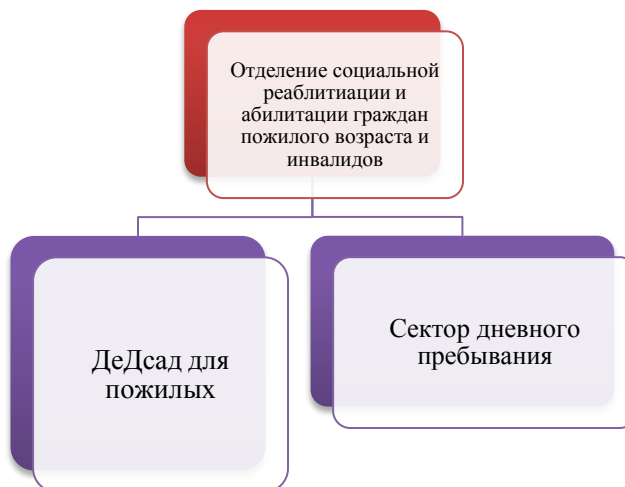 Отделение социальной
реаблитиации и
абилитации граждан
пожилого возраста и
инвалидов
ДеДсад для
пожилых
Сектор дневного
пребывания